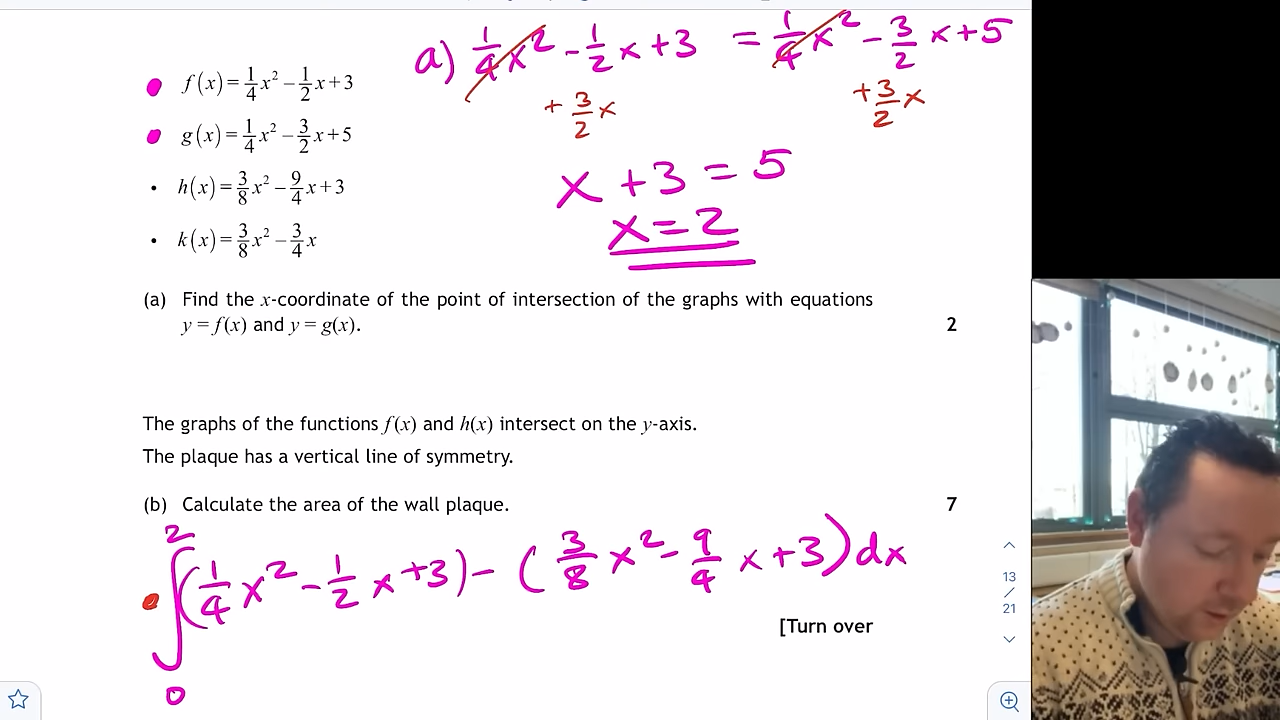 a) 1/4x² - 1/2x + 3 = 1/4x² - 3/2x + 5
+ 3/2x + 3/2x
x + 3 = 5
x = 2
• f(x) = 1/4x² − 1/2x + 3
• g(x) = 1/4x² − 3/2x + 5
• h(x) = 3/8x² − 9/4x + 3
• k(x) = 3/8x² − 3/4x
(a) Find the x-coordinate of the point of intersection of the graphs with equations
y = f(x) and y = g(x). 2
The graphs of the functions f(x) and h(x) intersect on the y-axis.
The plaque has a vertical line of symmetry.
(b) Calculate the area of the wall plaque. 7
∫₀² (1/4x² - 1/2x + 3) - (3/8x² - 9/4x + 3) dx
[Turn over
13
/
21